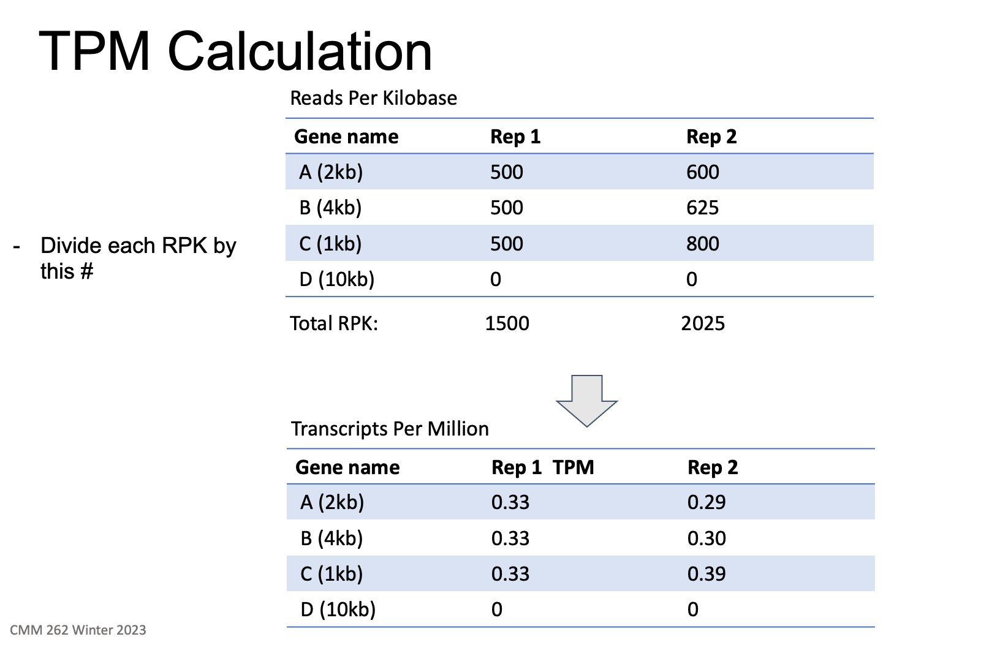 TPM Calculation
Reads Per Kilobase
Gene name Rep 1 Rep 2
A (2kb) 500 600
B (4kb) 500 625
- Divide each RPK by
this #
C (1kb) 500 800
D (10kb) 0 0
Total RPK: 1500 2025
Transcripts Per Million
Gene name Rep 1 TPM Rep 2
A (2kb) 0.33 0.29
B (4kb) 0.33 0.30
C (1kb) 0.33 0.39
D (10kb) 0 0
CMM 262 Winter 2023